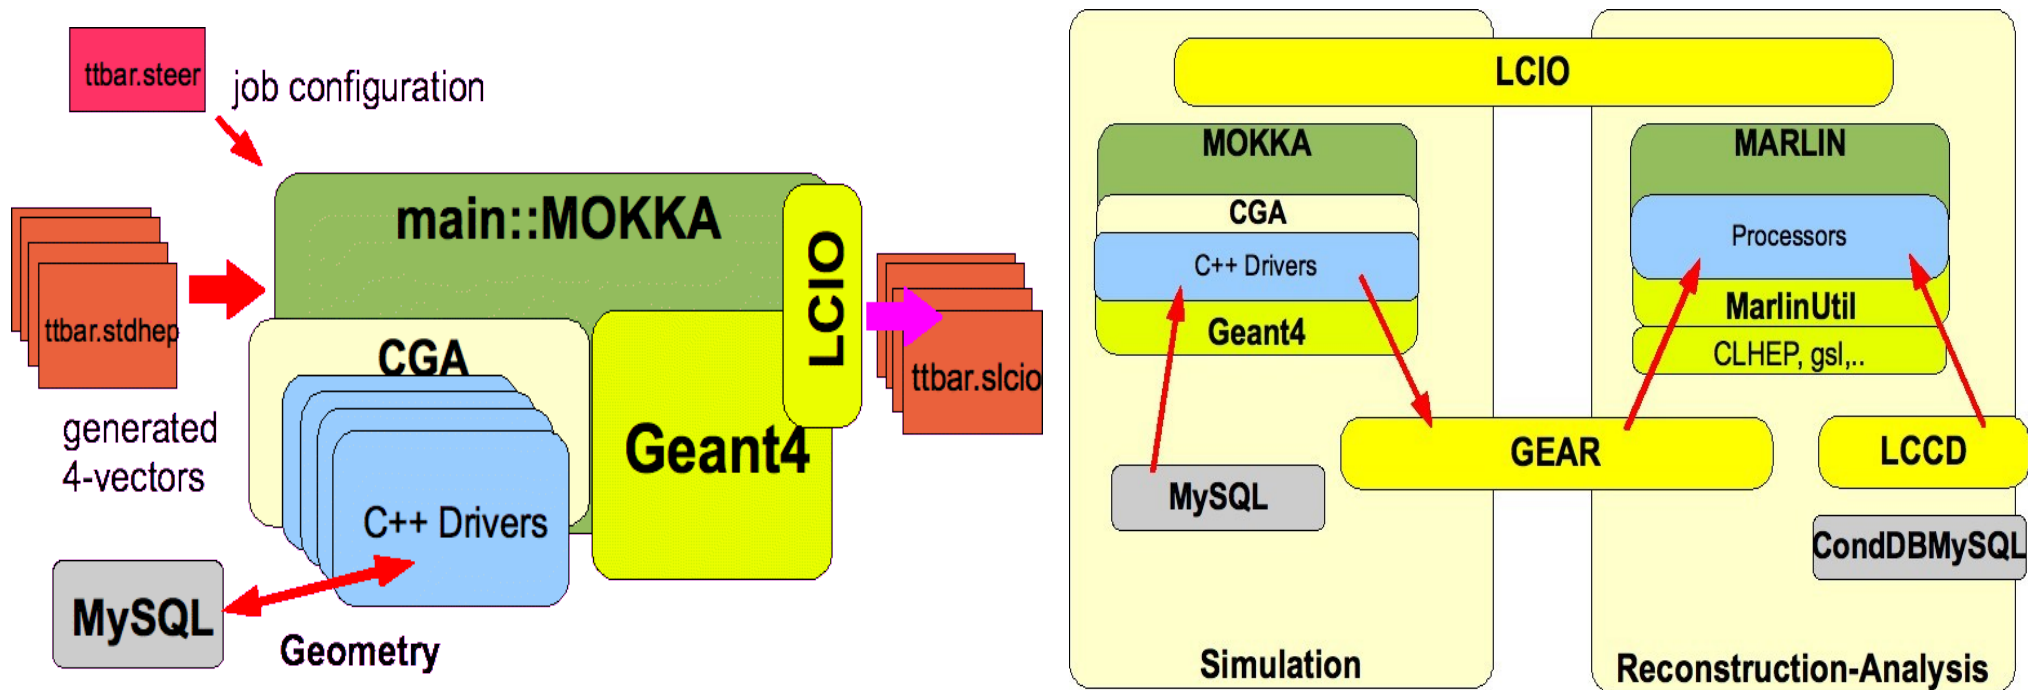 ttbar.steer
job configuration
main::MOKKA
LCIO
ttbar.stdhep
ttbar.slcio
CGA
generated
4-vectors
Geant4
C++ Drivers
MySQL
Geometry
LCIO
MOKKA
CGA
C++ Drivers
Geant4
MySQL
Simulation
GEAR
MARLIN
Processors
MarlinUtil
CLHEP, gsl,..
LCCD
CondDBMySQL
Reconstruction-Analysis